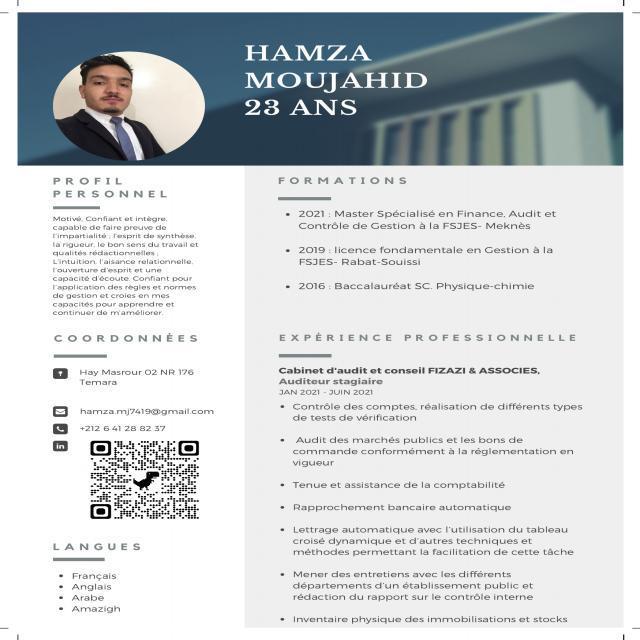 HAMZA
MOUJAHID
23 ANS
PROFIL
PERSONNEL
Motivé, Confiant et intègre,
capable de faire preuve de
l'impartialité ; l'esprit de synthèse,
la rigueur, le bon sens du travail et
qualités rédactionnelles ;
L'intuition, l'aisance relationnelle,
l'ouverture d'esprit et une
capacité d'écoute. Confiant pour
l'application des règles et normes
de gestion et croies en mes
capacités pour apprendre et
continuer de m'améliorer.
COORDONNÉES
Hay Masrour 02 NR 176
Temara
hamza.mj7419@gmail.com
+212 6 41 28 82 37
in
LANGUES
• Français
• Anglais
• Arabe
• Amazigh
FORMATIONS
• 2021 : Master Spécialisé en Finance, Audit et
Contrôle de Gestion à la FSJES- Meknès
• 2019 : licence fondamentale en Gestion à la
FSJES- Rabat-Souissi
• 2016 : Baccalauréat SC. Physique-chimie
EXPÉRIENCE PROFESSIONNELLE
Cabinet d'audit et conseil FIZAZI & ASSOCIES,
Auditeur stagiaire
JAN 2021 - JUIN 2021
• Contrôle des comptes, réalisation de différents types
de tests de vérification
• Audit des marchés publics et les bons de
commande conformément à la réglementation en
vigueur
• Tenue et assistance de la comptabilité
• Rapprochement bancaire automatique
• Lettrage automatique avec l'utilisation du tableau
croisé dynamique et d'autres techniques et
méthodes permettant la facilitation de cette tâche
• Mener des entretiens avec les différents
départements d'un établissement public et
rédaction du rapport sur le contrôle interne
• Inventaire physique des immobilisations et stocks